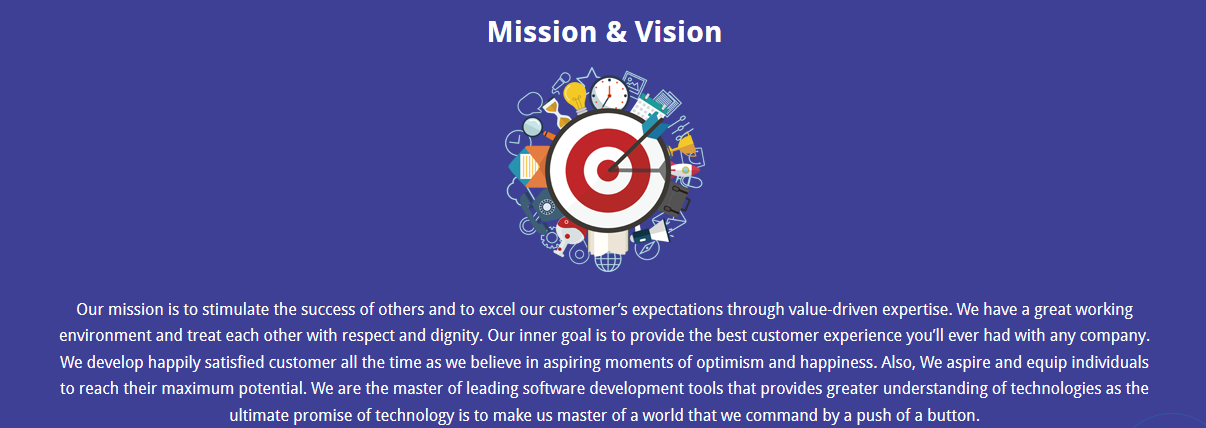 Mission & Vision
Our mission is to stimulate the success of others and to excel our customer’s expectations through value-driven expertise. We have a great working
environment and treat each other with respect and dignity. Our inner goal is to provide the best customer experience you’ll ever had with any company.
We develop happily satisfied customer all the time as we believe in aspiring moments of optimism and happiness. Also, We aspire and equip individuals
to reach their maximum potential. We are the master of leading software development tools that provides greater understanding of technologies as the
ultimate promise of technology is to make us master of a world that we command by a push of a button.